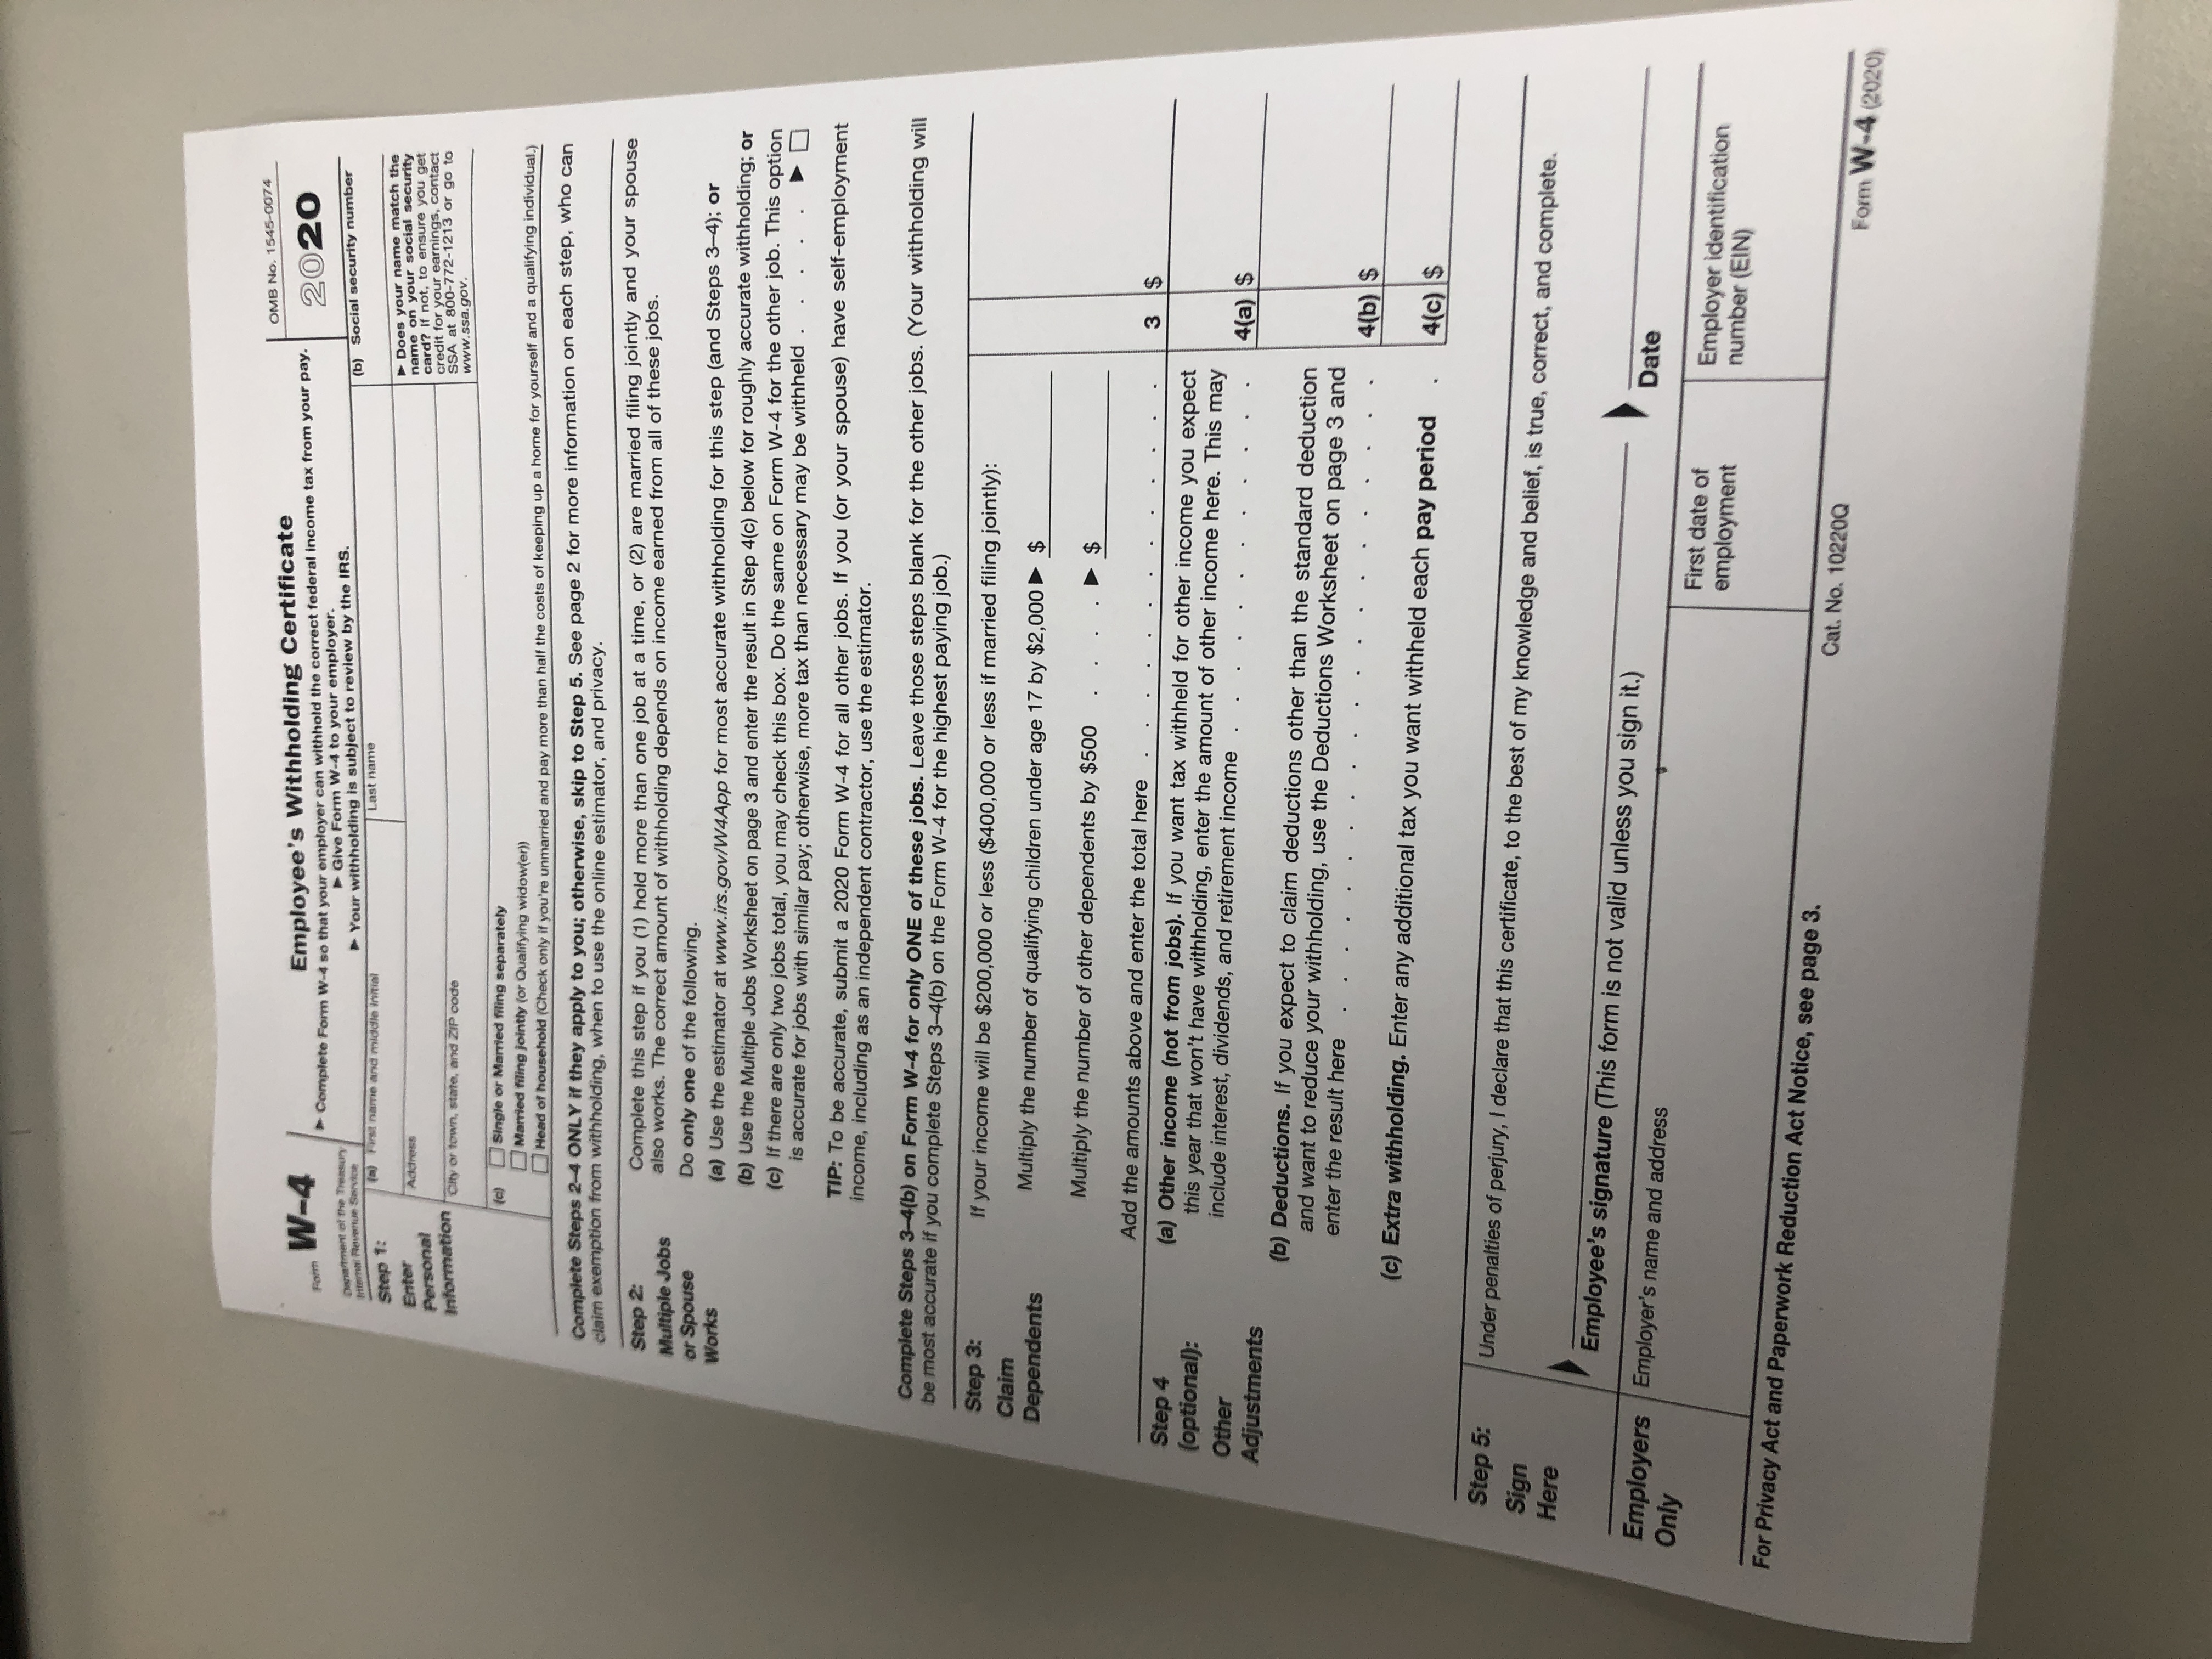 Form W-4
Department of the Treasury
Internal Revenue Service
Employee's Withholding Certificate
▶ Complete Form W-4 so that your employer can withhold the correct federal income tax from your pay.
▶ Give Form W-4 to your employer.
▶ Your withholding is subject to review by the IRS.
OMB No. 1545-0074
2020
Step 1:
Enter
Personal
Information
(a) First name and middle initial
Last name
(b) Social security number
Address
City or town, state, and ZIP code
▶ Does your name match the
name on your social security
card? If not, to ensure you get
credit for your earnings, contact
SSA at 800-772-1213 or go to
www.ssa.gov.
(c) Single or Married filing separately
Married filing jointly (or Qualifying widow(er))
Head of household (Check only if you're unmarried and pay more than half the costs of keeping up a home for yourself and a qualifying individual.)
Complete Steps 2–4 ONLY if they apply to you; otherwise, skip to Step 5. See page 2 for more information on each step, who can
claim exemption from withholding, when to use the online estimator, and privacy.
Step 2:
Multiple Jobs
or Spouse
Works
Complete this step if you (1) hold more than one job at a time, or (2) are married filing jointly and your spouse
also works. The correct amount of withholding depends on income earned from all of these jobs.
Do only one of the following.
(a) Use the estimator at www.irs.gov/W4App for most accurate withholding for this step (and Steps 3–4); or
(b) Use the Multiple Jobs Worksheet on page 3 and enter the result in Step 4(c) below for roughly accurate withholding; or
(c) If there are only two jobs total, you may check this box. Do the same on Form W-4 for the other job. This option
is accurate for jobs with similar pay; otherwise, more tax than necessary may be withheld . . . . . ▶
TIP: To be accurate, submit a 2020 Form W-4 for all other jobs. If you (or your spouse) have self-employment
income, including as an independent contractor, use the estimator.
Complete Steps 3–4(b) on Form W-4 for only ONE of these jobs. Leave those steps blank for the other jobs. (Your withholding will
be most accurate if you complete Steps 3–4(b) on the Form W-4 for the highest paying job.)
Step 3:
Claim
Dependents
If your income will be $200,000 or less ($400,000 or less if married filing jointly):
Multiply the number of qualifying children under age 17 by $2,000 ▶ $
Multiply the number of other dependents by $500 . . . . ▶ $
Add the amounts above and enter the total here . . . . . . . . . . . . . 3 $
Step 4
(optional):
Other
Adjustments
(a) Other income (not from jobs). If you want tax withheld for other income you expect
this year that won't have withholding, enter the amount of other income here. This may
include interest, dividends, and retirement income . . . . . . . . . . . . 4(a) $
(b) Deductions. If you expect to claim deductions other than the standard deduction
and want to reduce your withholding, use the Deductions Worksheet on page 3 and
enter the result here . . . . . . . . . . . . . . . . . . . . . . 4(b) $
(c) Extra withholding. Enter any additional tax you want withheld each pay period . 4(c) $
Step 5:
Sign
Here
Under penalties of perjury, I declare that this certificate, to the best of my knowledge and belief, is true, correct, and complete.
Employee's signature (This form is not valid unless you sign it.)
Date
Employers
Only
Employer's name and address
First date of
employment
Employer identification
number (EIN)
For Privacy Act and Paperwork Reduction Act Notice, see page 3.
Cat. No. 10220Q
Form W-4 (2020)